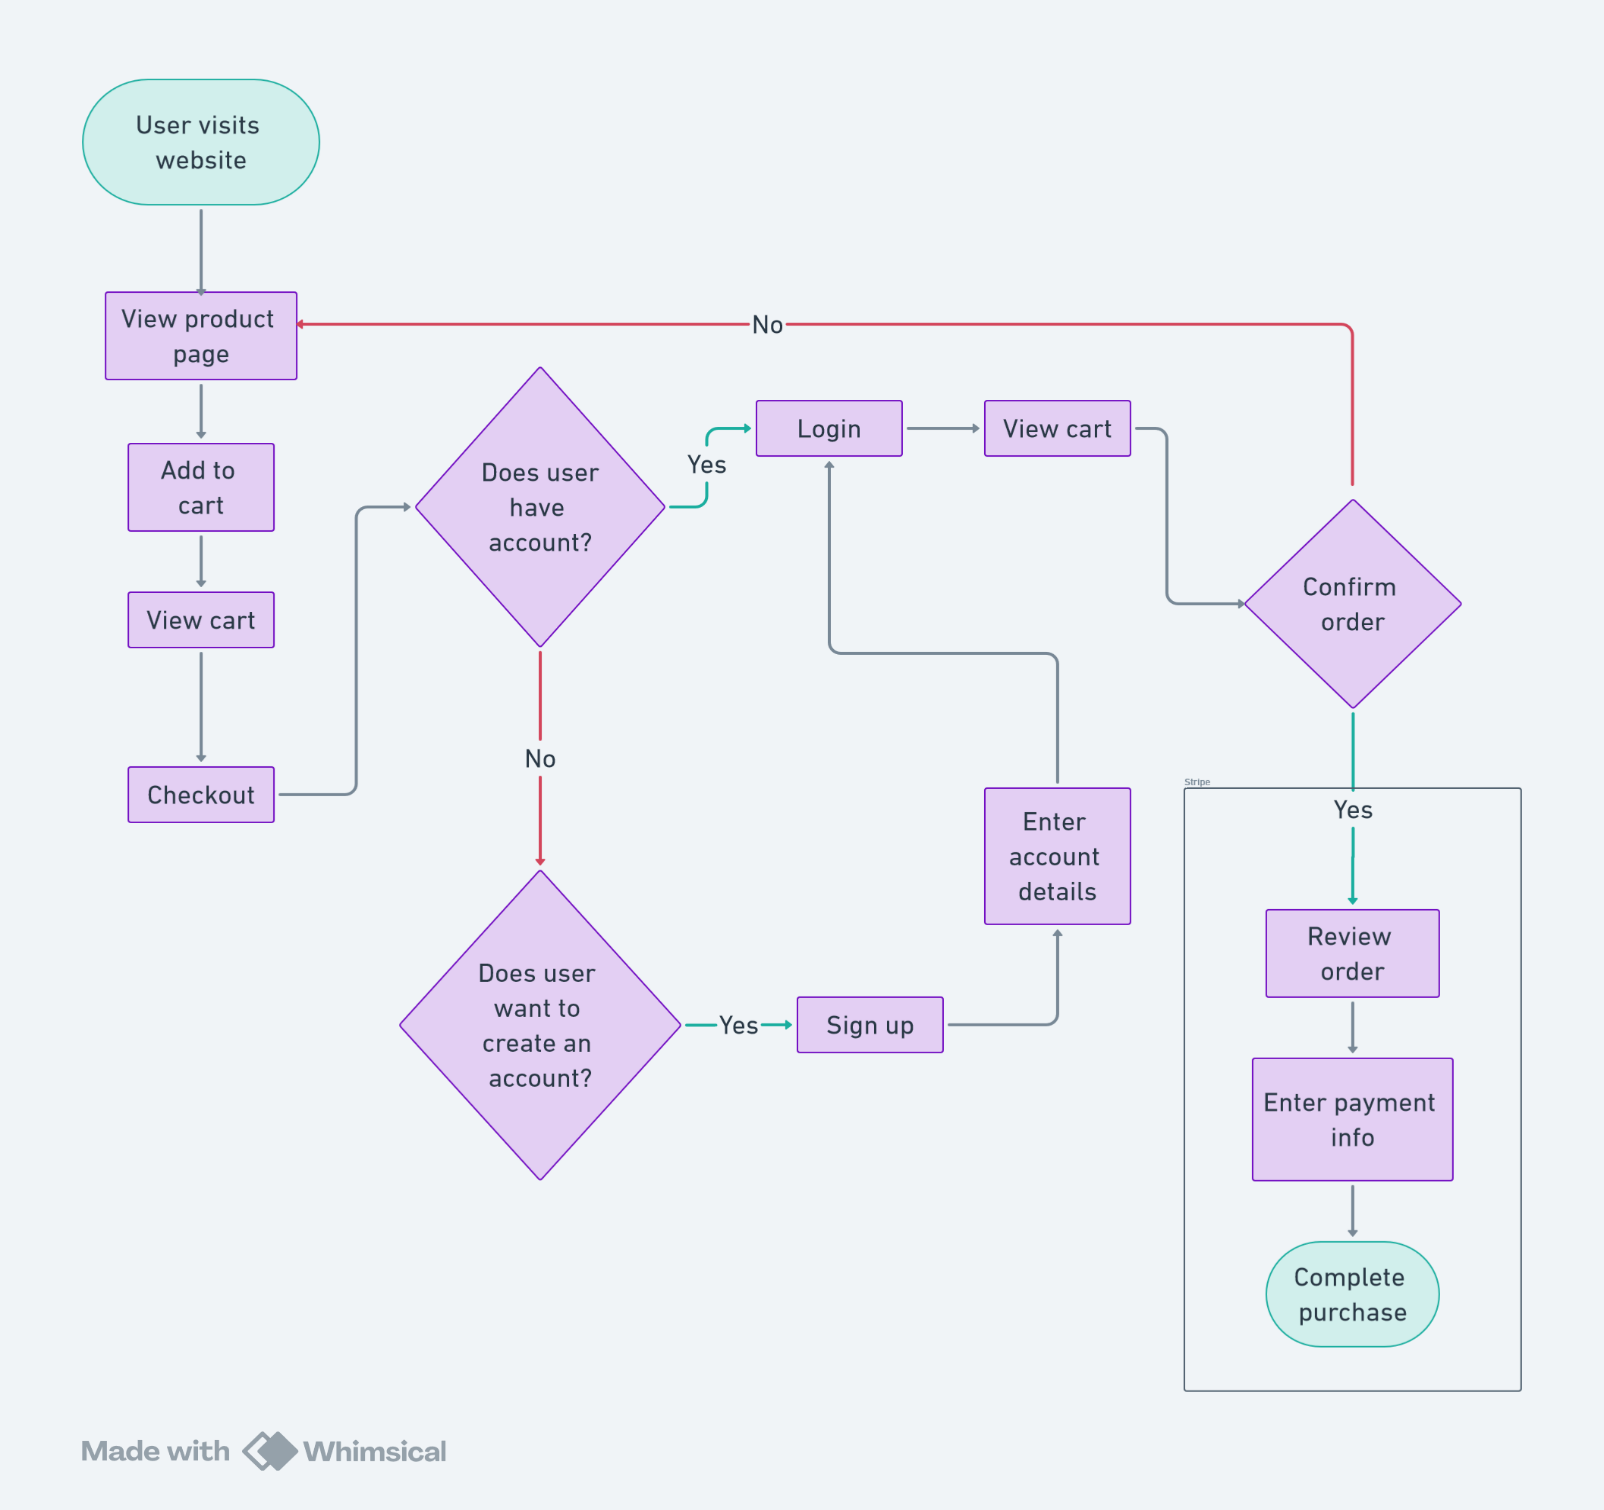 User visits
website
View product
page
No
Add to
cart
View cart
Checkout
Does user
have
account?
Yes
Login
View cart
Confirm
order
No
Does user
want to
create an
account?
Yes
Sign up
Enter
account
details
Stripe
Yes
Review
order
Enter payment
info
Complete
purchase
Made with Whimsical